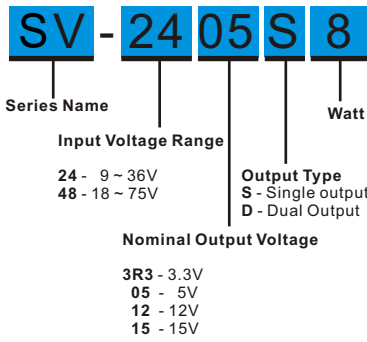 SV - 24 05 S 8
Series Name
Watt
Input Voltage Range
24 - 9 ~ 36V
48 - 18 ~ 75V
Output Type
S - Single output
D - Dual Output
Nominal Output Voltage
3R3 - 3.3V
05 - 5V
12 - 12V
15 - 15V